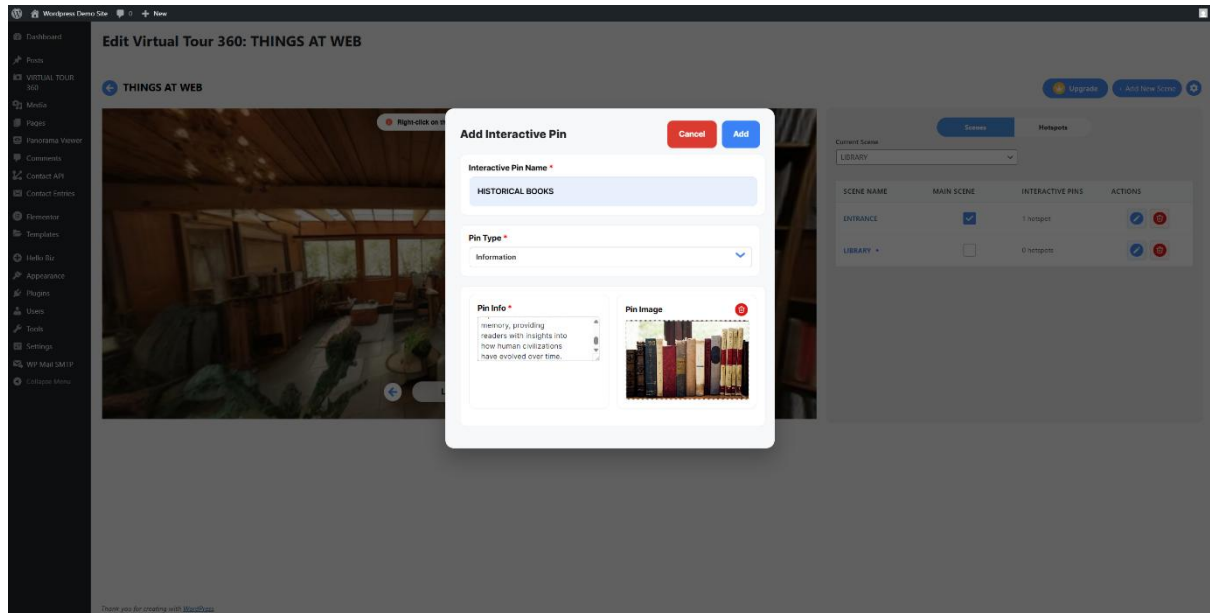 Wordpress Demo Site 0 + New
Dashboard
Posts
VIRTUAL TOUR
360
Media
Pages
Panorama Viewer
Comments
Contact API
Contact Entries
Elementor
Templates
Hello Biz
Appearance
Plugins
Users
Tools
Settings
WP Mail SMTP
Collapse Menu
Edit Virtual Tour 360: THINGS AT WEB
THINGS AT WEB
Upgrade
+ Add New Scene
Right-click on th
L
Add Interactive Pin
Cancel
Add
Interactive Pin Name *
HISTORICAL BOOKS
Pin Type *
Information
Pin Info *
memory, providing
readers with insights into
how human civilizations
have evolved over time.
Pin Image
Scenes
Hotspots
Current Scene
LIBRARY
SCENE NAME MAIN SCENE INTERACTIVE PINS ACTIONS
ENTRANCE 1 hotspot
LIBRARY • 0 hotspots
Thank you for creating with WordPress